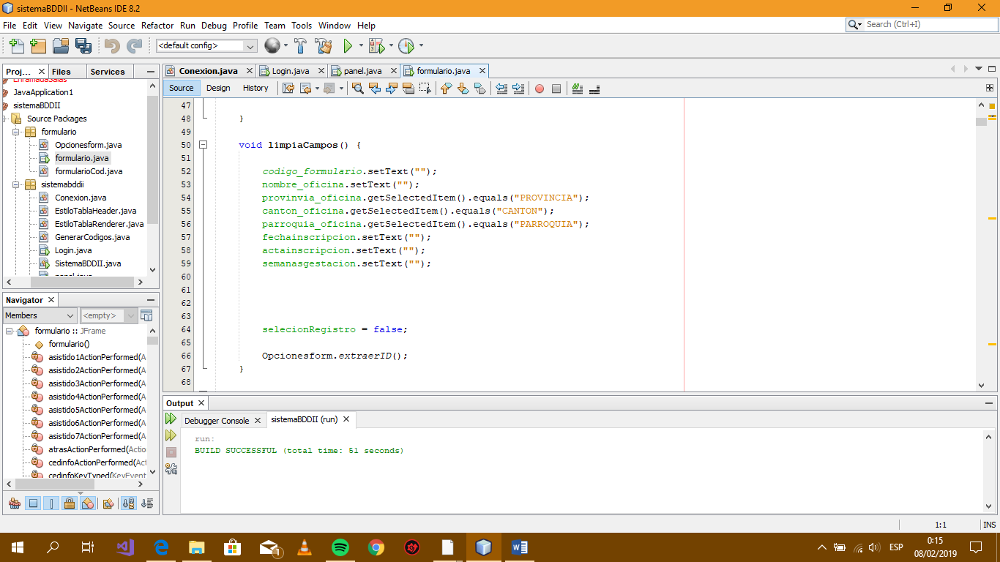 sistemaBDDII - NetBeans IDE 8.2
File Edit View Navigate Source Refactor Run Debug Profile Team Tools Window Help
Search (Ctrl+I)
<default config>
Proj... Files Services
EnramadaSalas
JavaApplication1
sistemaBDDII
Source Packages
formulario
Opcionesform.java
formulario.java
formularioCod.java
sistemabddii
Conexion.java
EstiloTablaHeader.java
EstiloTablaRenderer.java
GenerarCodigos.java
Login.java
SistemaBDDII.java
panel.java
Navigator
Members <empty>
formulario :: JFrame
formulario()
asistido1ActionPerformed(A
asistido2ActionPerformed(A
asistido3ActionPerformed(A
asistido4ActionPerformed(A
asistido5ActionPerformed(A
asistido6ActionPerformed(A
asistido7ActionPerformed(A
atrasActionPerformed(Actio
cedinfoActionPerformed(Act
cedinfoKeyTyped(KeyEvent
Conexion.java Login.java panel.java formulario.java
Source Design History
47
48 }
49
50 void limpiaCampos() {
51
52 codigo_formulario.setText("");
53 nombre_oficina.setText("");
54 provinvia_oficina.getSelectedItem().equals("PROVINCIA");
55 canton_oficina.getSelectedItem().equals("CANTON");
56 parroquia_oficina.getSelectedItem().equals("PARROQUIA");
57 fechainscripcion.setText("");
58 actainscripcion.setText("");
59 semanasgestacion.setText("");
60
61
62
63
64 selecionRegistro = false;
65
66 Opcionesform.extraerID();
67 }
68
Output
Debugger Console sistemaBDDII (run)
run:
BUILD SUCCESSFUL (total time: 51 seconds)
1:1 INS
1
ESP
0:15
08/02/2019